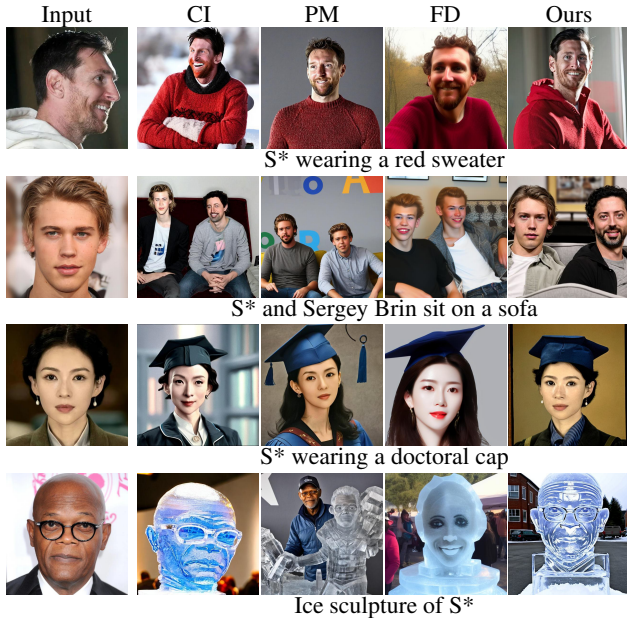 Input CI PM FD Ours
S* wearing a red sweater
S* and Sergey Brin sit on a sofa
S* wearing a doctoral cap
Ice sculpture of S*